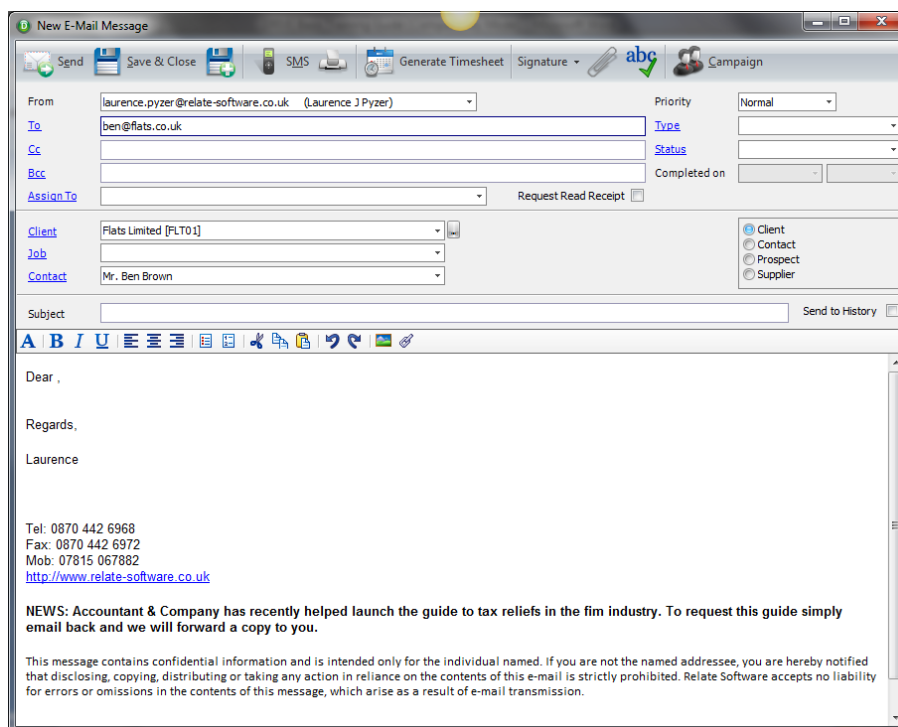 New E-Mail Message
Send Save & Close SMS Generate Timesheet Signature abc Campaign
From laurence.pyzer@relate-software.co.uk (Laurence J Pyzer) Priority Normal
To ben@flats.co.uk Type
Cc Status
Bcc Completed on
Assign To Request Read Receipt
Client Flats Limited [FLT01] ... Client
Job Contact
Contact Mr. Ben Brown Prospect
Supplier
Subject Send to History
A B I U
Dear ,
Regards,
Laurence
Tel: 0870 442 6968
Fax: 0870 442 6972
Mob: 07815 067882
http://www.relate-software.co.uk
NEWS: Accountant & Company has recently helped launch the guide to tax reliefs in the fim industry. To request this guide simply
email back and we will forward a copy to you.
This message contains confidential information and is intended only for the individual named. If you are not the named addressee, you are hereby notified
that disclosing, copying, distributing or taking any action in reliance on the contents of this e-mail is strictly prohibited. Relate Software accepts no liability
for errors or omissions in the contents of this message, which arise as a result of e-mail transmission.